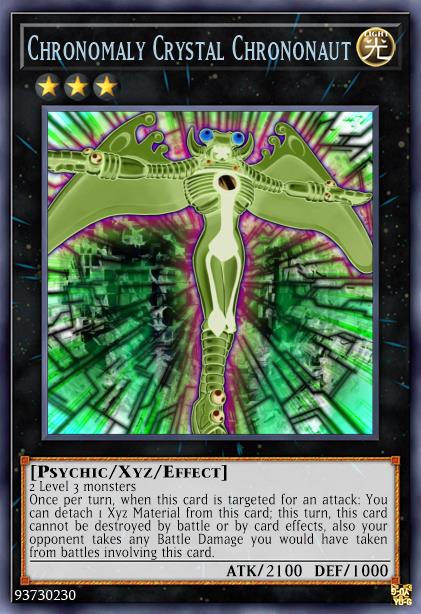 CHRONOMALY CRYSTAL CHRONONAUT
LIGHT
光
[PSYCHIC/XYZ/EFFECT]
2 Level 3 monsters
Once per turn, when this card is targeted for an attack: You
can detach 1 Xyz Material from this card; this turn, this card
cannot be destroyed by battle or by card effects, also your
opponent takes any Battle Damage you would have taken
from battles involving this card.
ATK/2100 DEF/1000
93730230